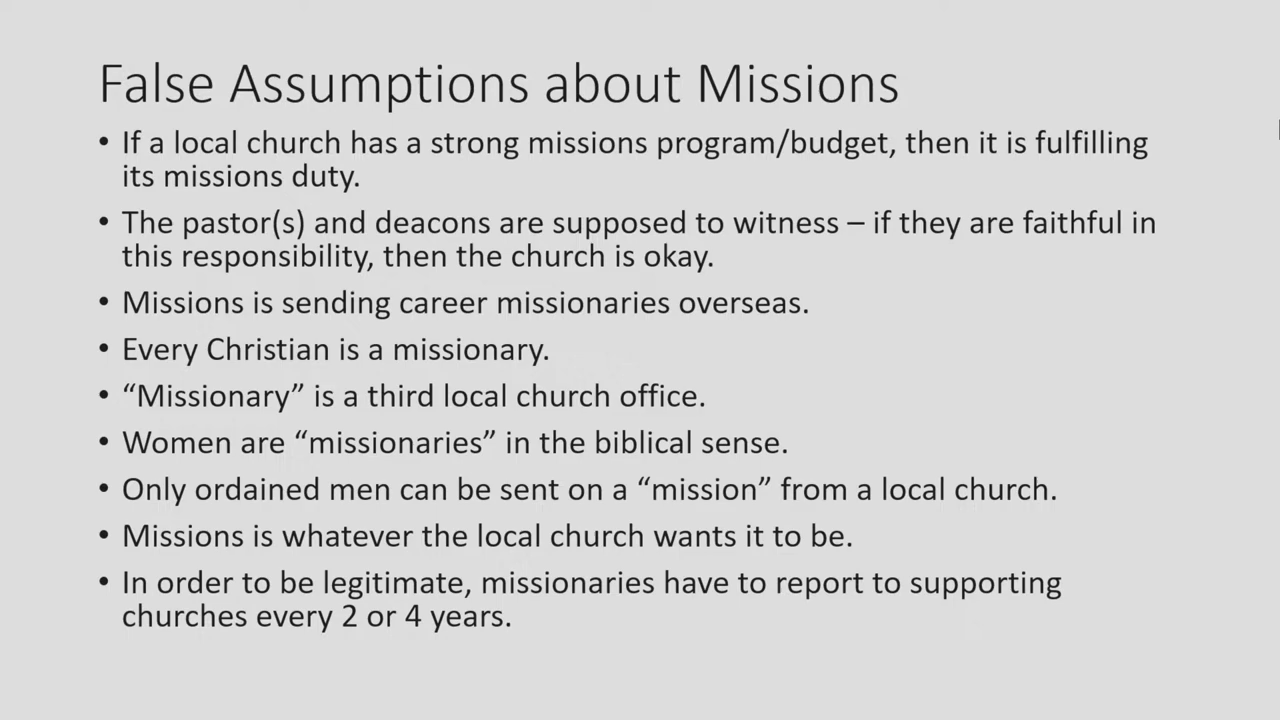 False Assumptions about Missions
• If a local church has a strong missions program/budget, then it is fulfilling
its missions duty.
• The pastor(s) and deacons are supposed to witness – if they are faithful in
this responsibility, then the church is okay.
• Missions is sending career missionaries overseas.
• Every Christian is a missionary.
• “Missionary” is a third local church office.
• Women are “missionaries” in the biblical sense.
• Only ordained men can be sent on a “mission” from a local church.
• Missions is whatever the local church wants it to be.
• In order to be legitimate, missionaries have to report to supporting
churches every 2 or 4 years.